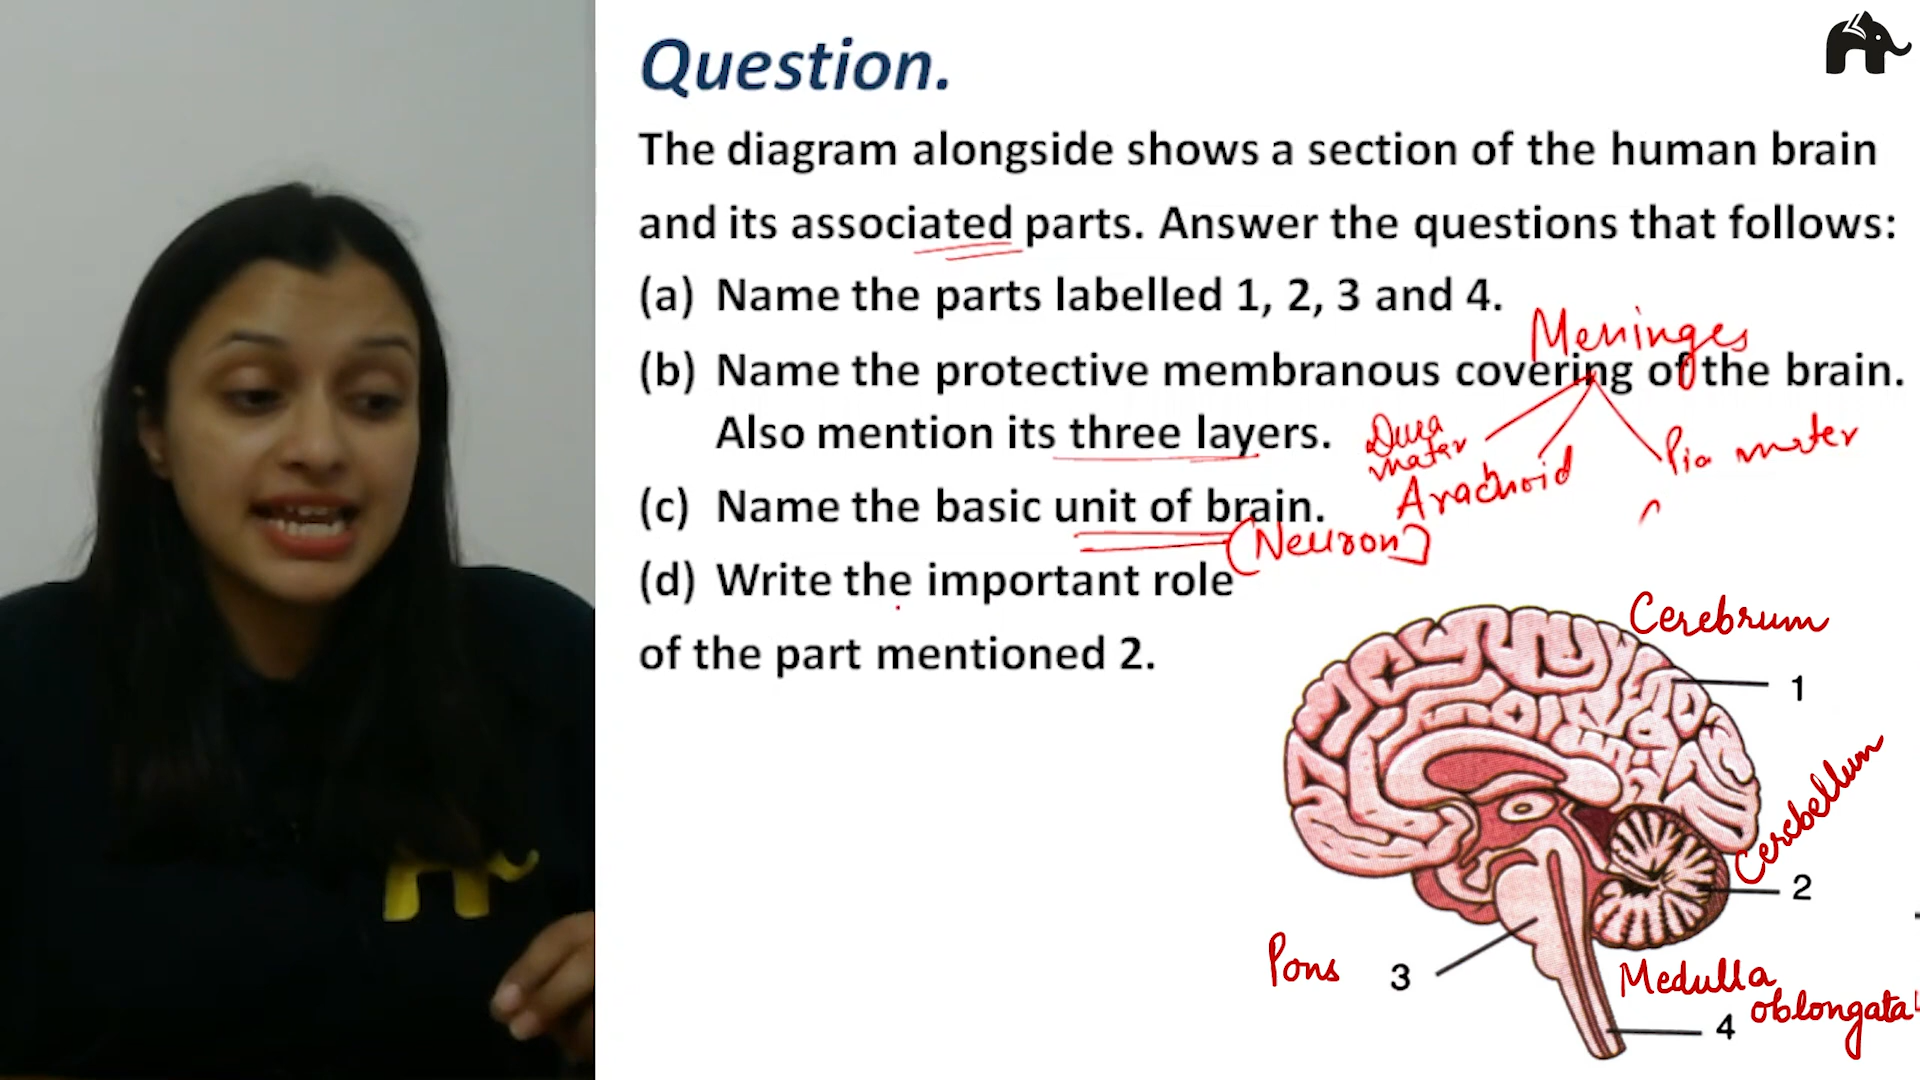 Question.
The diagram alongside shows a section of the human brain
and its associated parts. Answer the questions that follows:
(a) Name the parts labelled 1, 2, 3 and 4.
Meninges
(b) Name the protective membranous covering of the brain.
Also mention its three layers.
Dura
mater
Arachnoid
Pia mater
(c) Name the basic unit of brain.
(Neuron)
(d) Write the important role
of the part mentioned 2.
Cerebrum
1
Cerebellum
2
Pons
3
Medulla
oblongata
4